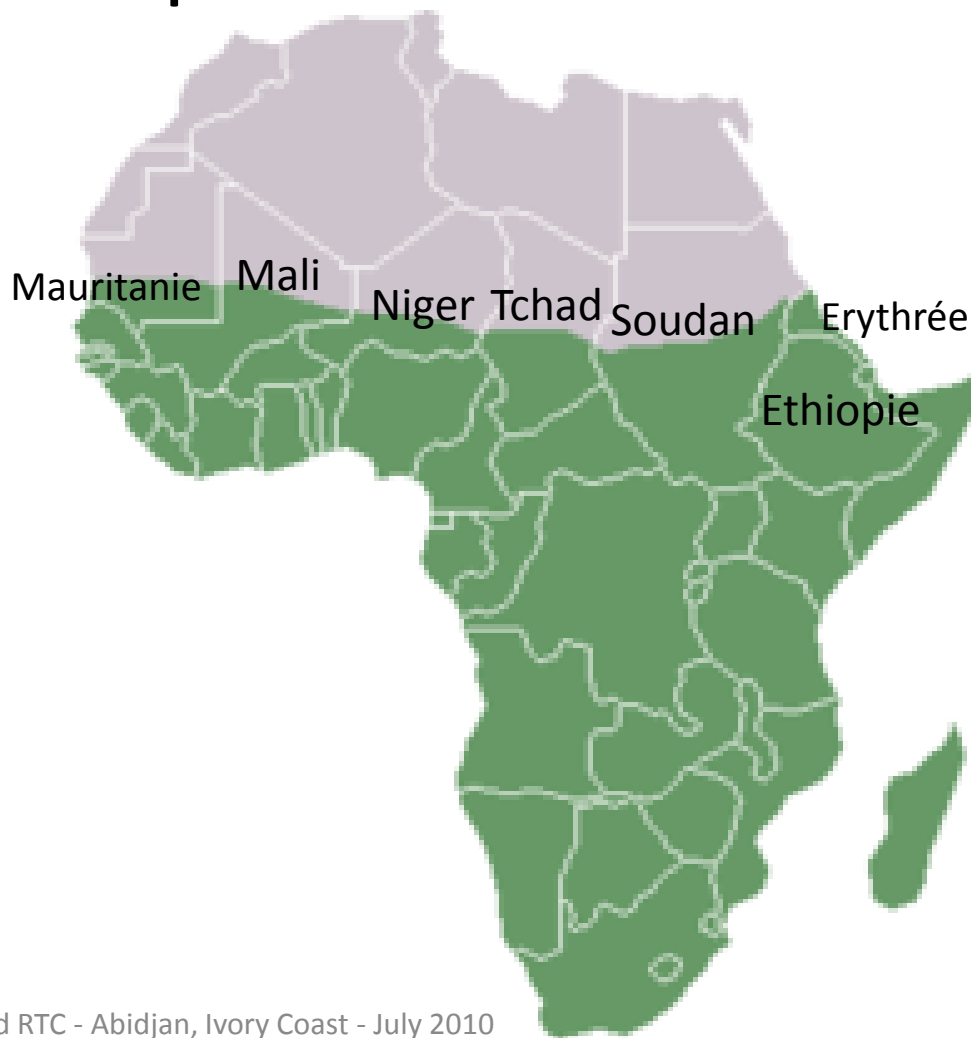 Mauritanie
Mali
Niger
Tchad
Soudan
Erythrée
Ethiopie
RTC - Abidjan, Ivory Coast - July 2010